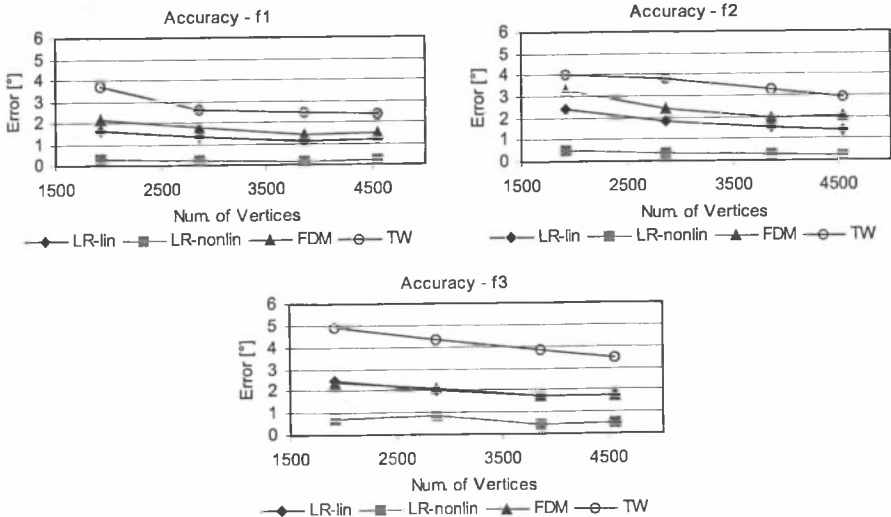 Accuracy - f1
6
5
4
3
2
1
0
Error [°]
1500 2500 3500 4500
Num. of Vertices
LR-lin LR-nonlin FDM TW
Accuracy - f2
6
5
4
3
2
1
0
Error [°]
1500 2500 3500 4500
Num. of Vertices
LR-lin LR-nonlin FDM TW
Accuracy - f3
6
5
4
3
2
1
0
Error [°]
1500 2500 3500 4500
Num. of Vertices
LR-lin LR-nonlin FDM TW